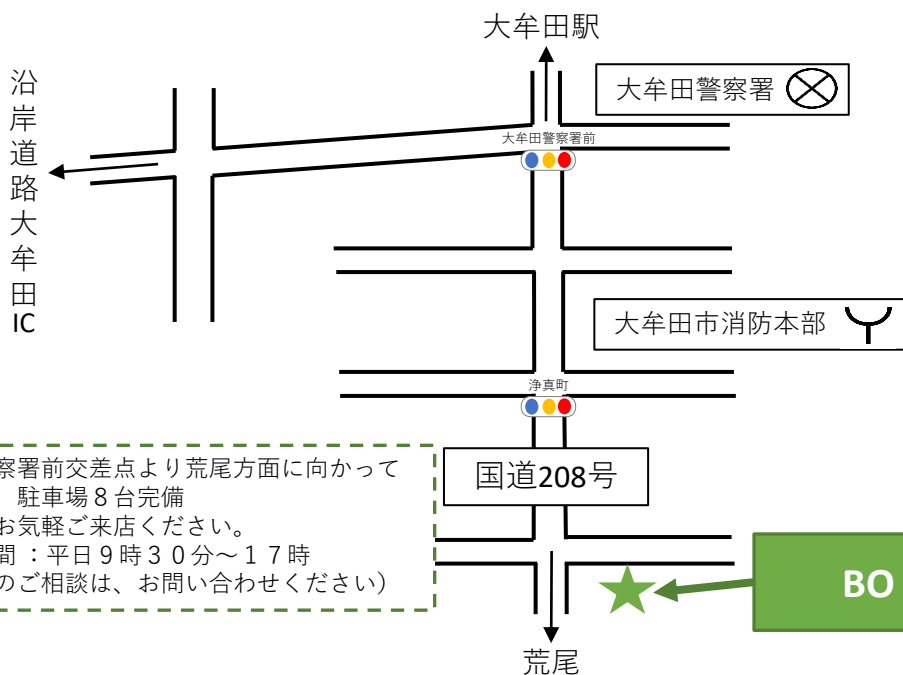 大牟田駅
大牟田警察署
沿岸道路大牟田IC
大牟田警察署前
大牟田市消防本部
浄真町
察署前交差点より荒尾方面に向かって
駐車場８台完備
お気軽ご来店ください。
間 ：平日９時３０分～１７時
のご相談は、お問い合わせください）
国道208号
BO
荒尾